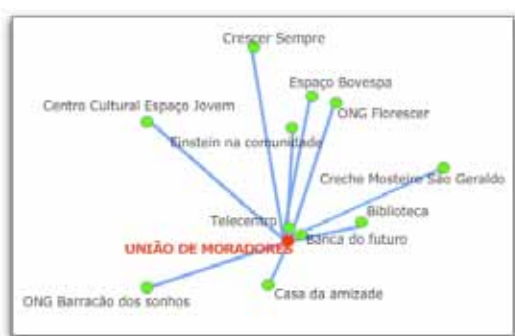 Crescer Sempre
Espaço Bovespa
Centro Cultural Espaço Jovem
ONG Florescer
Einstein na comunidade
Creche Mosteiro São Geraldo
Telecentro
Biblioteca
UNIÃO DE MORADORES
Banca do futuro
ONG Barracão dos sonhos
Casa da amizade